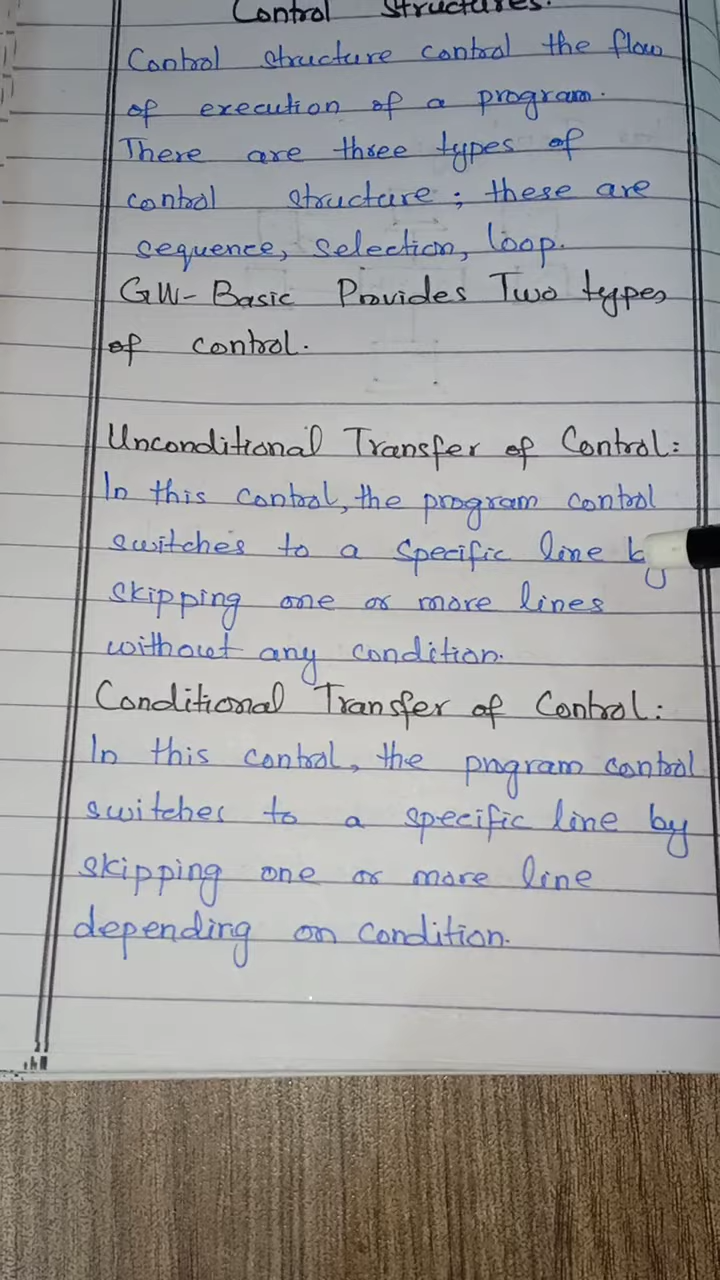 Control Structures:
Control structure control the flow
of execution of a program.
There are three types of
control structure; these are
sequence, selection, loop.
GW-Basic Provides Two types
of control.
Unconditional Transfer of Control:
In this control, the program control
switches to a specific line by
skipping one or more lines
without any condition.
Conditional Transfer of Control:
In this control, the program control
switches to a specific line by
skipping one or more line
depending on condition.